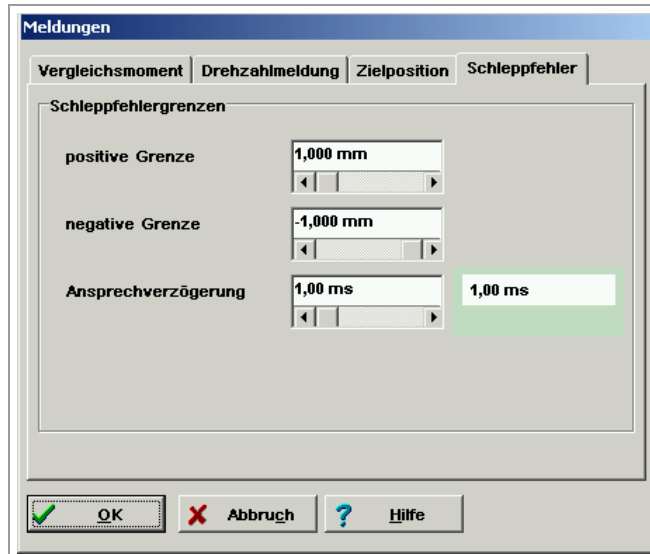 Meldungen
Vergleichsmoment Drehzahlmeldung Zielposition Schleppfehler
Schleppfehlergrenzen
positive Grenze 1,000 mm
negative Grenze -1,000 mm
Ansprechverzögerung 1,00 ms 1,00 ms
OK Abbruch Hilfe